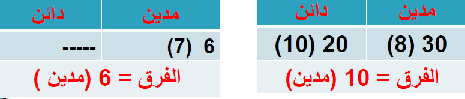 مدين دائن
30 (8) 20 (10)
الفرق = 10 (مدين)
مدين دائن
6 (7) -----
الفرق = 6 (مدين )